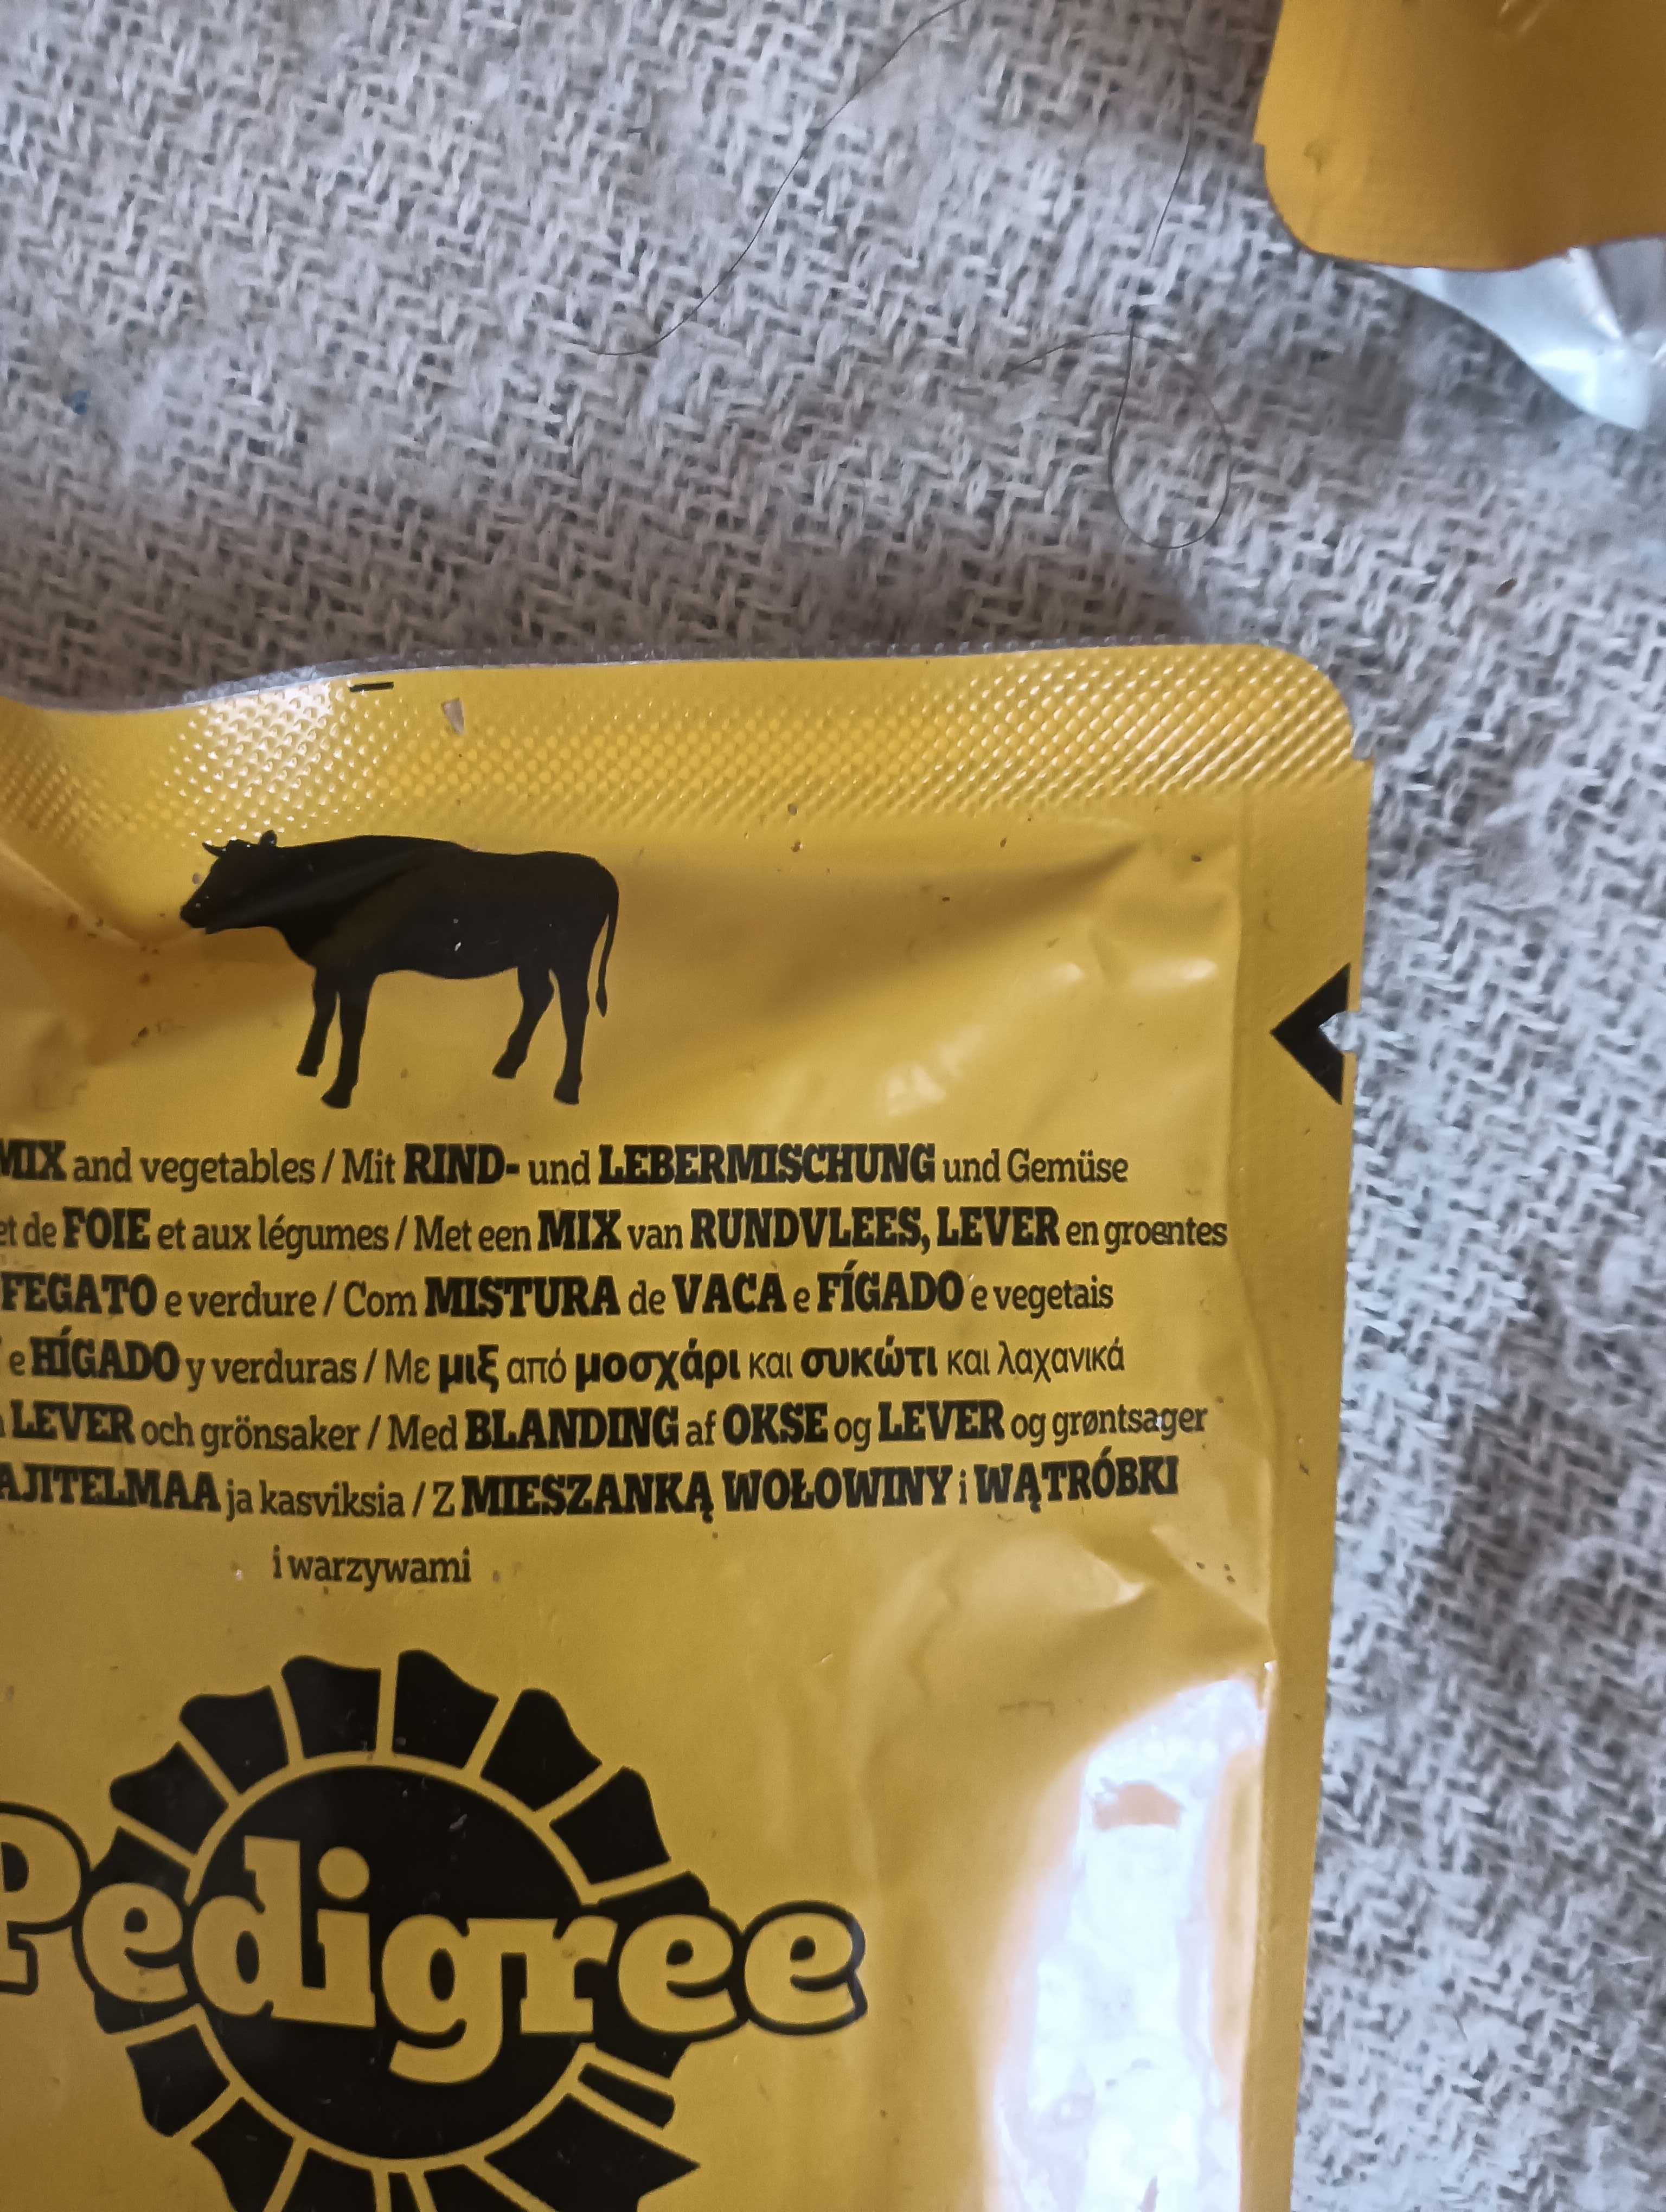 MIX and vegetables / Mit RIND- und LEBERMISCHUNG und Gemüse
et de FOIE et aux légumes / Met een MIX van RUNDVLEES, LEVER en groentes
FEGATO e verdure / Com MISTURA de VACA e FÍGADO e vegetais
e HÍGADO y verduras / Με μιξ από μοσχάρι και συκώτι και λαχανικά
LEVER och grönsaker / Med BLANDING af OKSE og LEVER og grøntsager
AJITELMAA ja kasviksia / Z MIESZANKĄ WOŁOWINY i WĄTRÓBKI
i warzywami
Pedigree